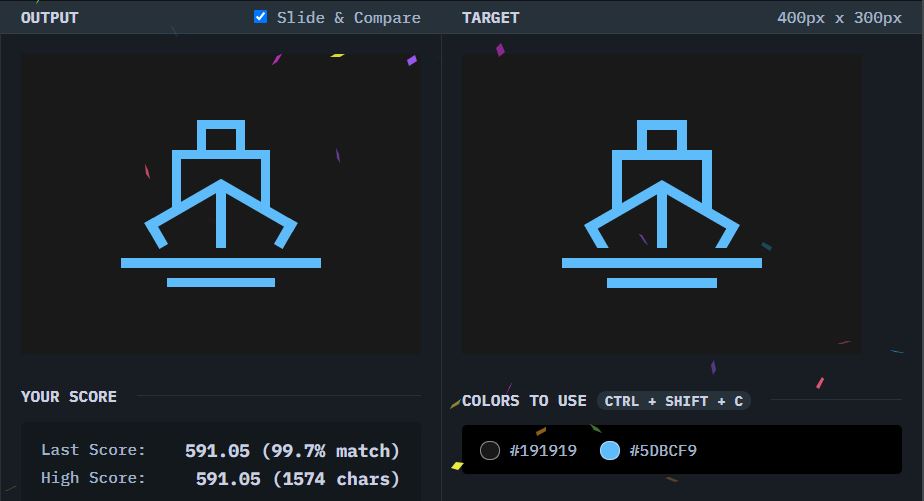 OUTPUT
Slide & Compare
TARGET
400px x 300px
YOUR SCORE
Last Score: 591.05 (99.7% match)
High Score: 591.05 (1574 chars)
COLORS TO USE CTRL + SHIFT + C
#191919 #5DBCF9